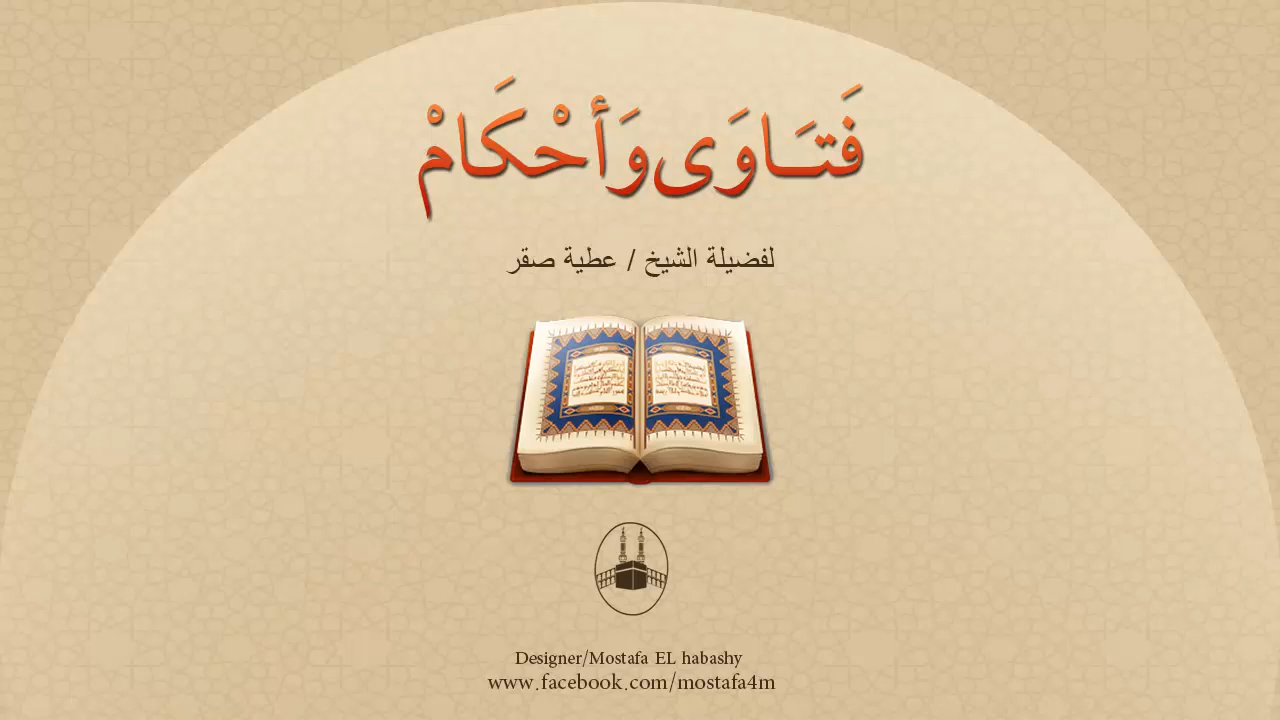 فَتَاوَى وَأَحْكَامْ
لفضيلة الشيخ / عطية صقر
Designer/Mostafa EL habashy
www.facebook.com/mostafa4m